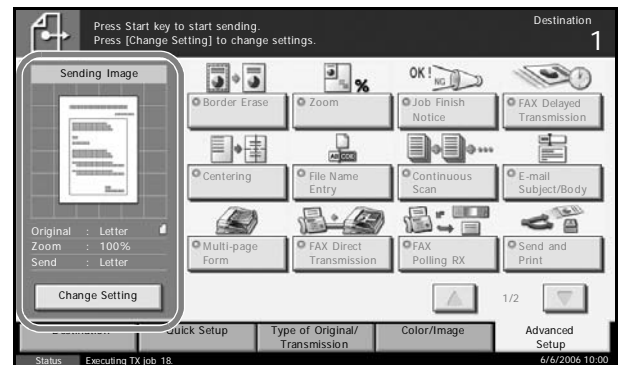 Press Start key to start sending.
Press [Change Setting] to change settings.
Destination
1
Sending Image
Original : Letter
Zoom : 100%
Send : Letter
Change Setting
%
OK!
NG
Border Erase
Zoom
Job Finish
Notice
FAX Delayed
Transmission
AB CDE
Centering
File Name
Entry
Continuous
Scan
E-mail
Subject/Body
Multi-page
Form
FAX Direct
Transmission
FAX
Polling RX
Send and
Print
1/2
Quick Setup
Type of Original/
Transmission
Color/Image
Advanced
Setup
Status
Executing TX job 18.
6/6/2006 10:00